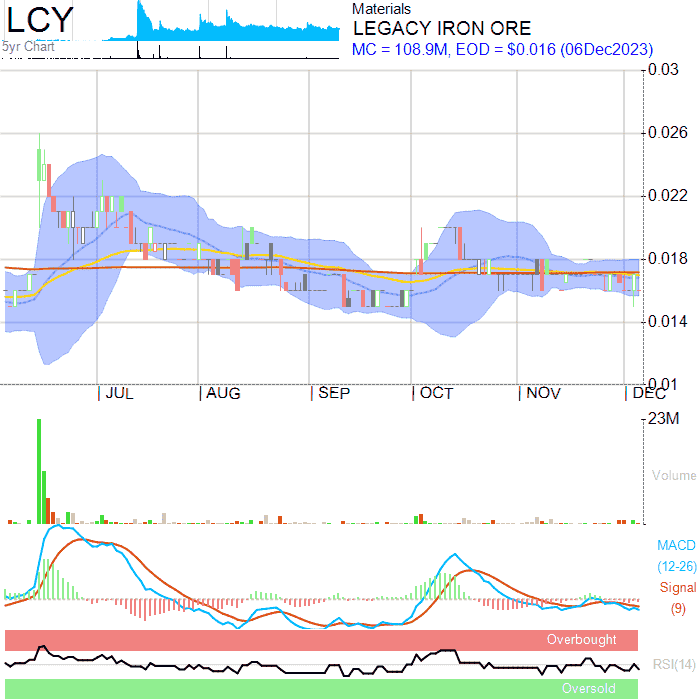 LCY
5yr Chart
Materials
LEGACY IRON ORE
MC = 108.9M, EOD = $0.016 (06Dec2023)
0.03
0.026
0.022
0.018
0.014
0.01
JUL AUG SEP OCT NOV DEC
23M
Volume
MACD
(12-26)
Signal
(9)
Overbought
RSI(14)
Oversold